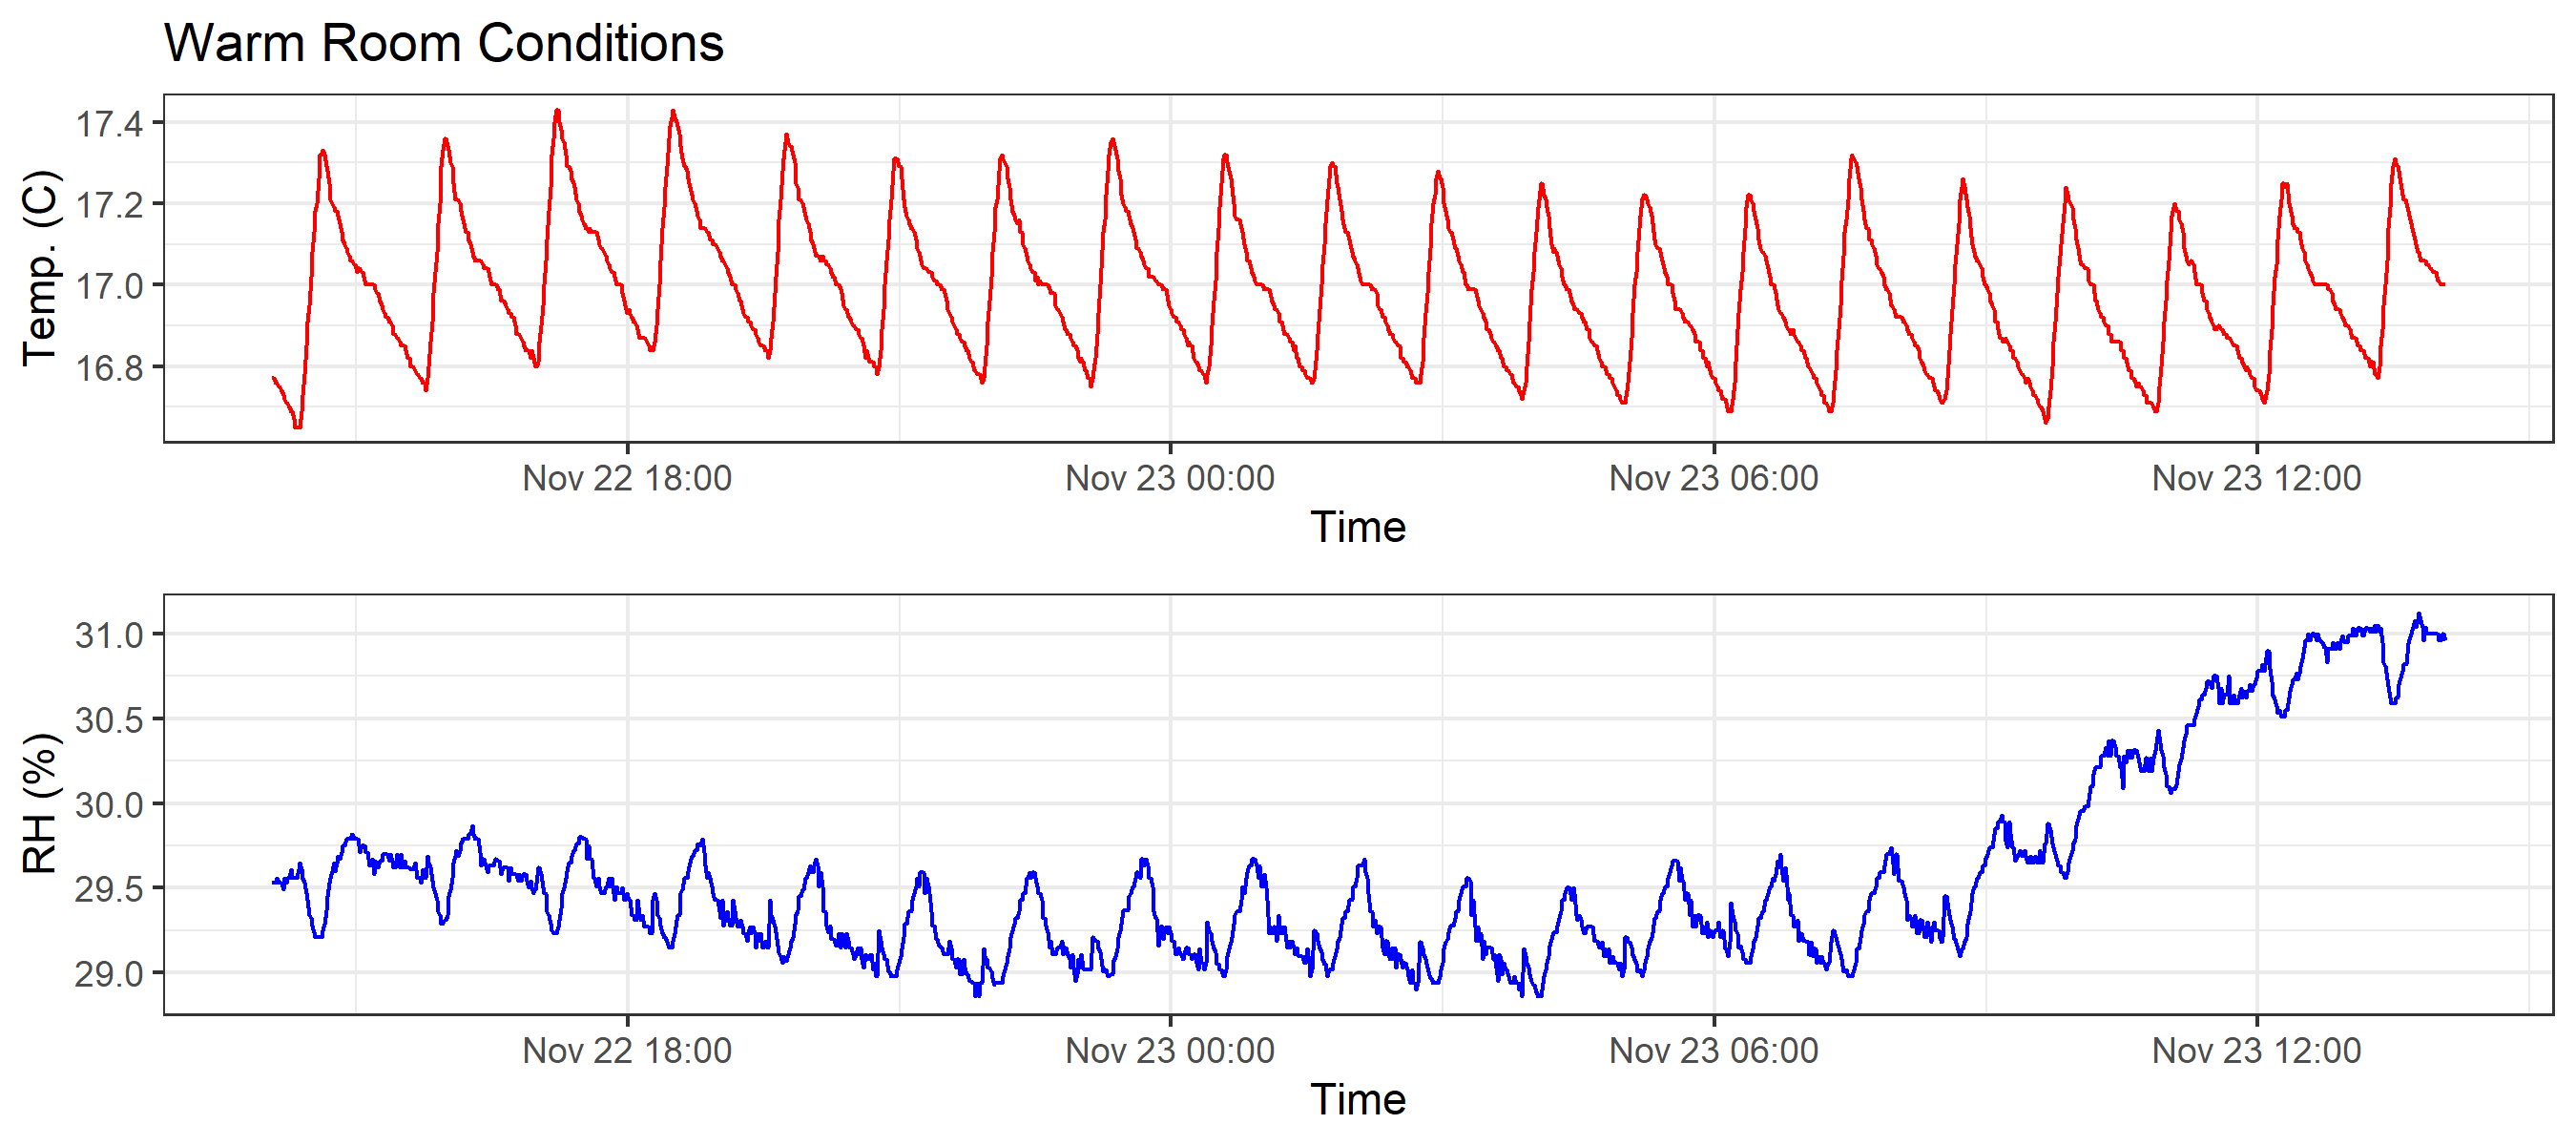 Warm Room Conditions
Temp. (C)
17.4
17.2
17.0
16.8
Nov 22 18:00 Nov 23 00:00 Nov 23 06:00 Nov 23 12:00
Time
RH (%)
31.0
30.5
30.0
29.5
29.0
Nov 22 18:00 Nov 23 00:00 Nov 23 06:00 Nov 23 12:00
Time